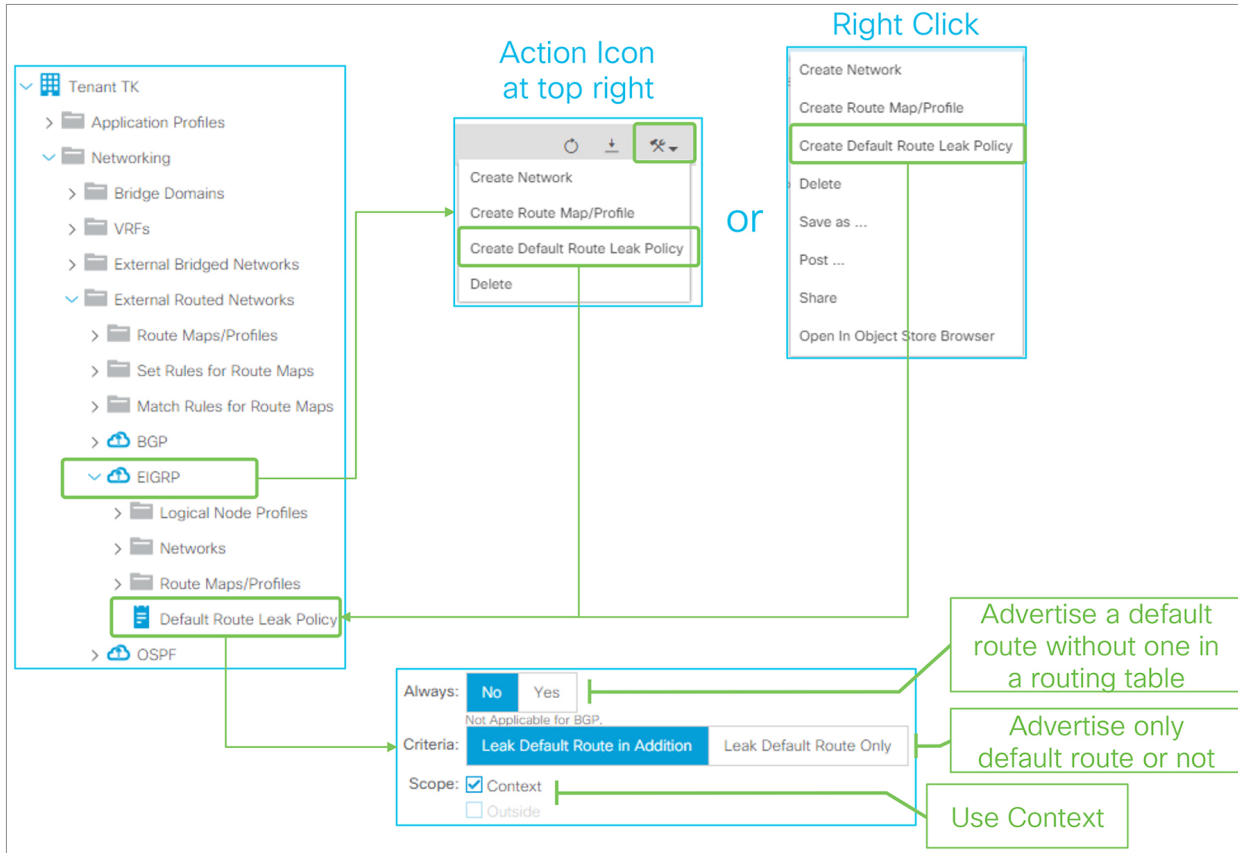 Right Click
Action Icon
at top right
Tenant TK
Application Profiles
Networking
Bridge Domains
VRFs
External Bridged Networks
External Routed Networks
Route Maps/Profiles
Set Rules for Route Maps
Match Rules for Route Maps
BGP
EIGRP
Logical Node Profiles
Networks
Route Maps/Profiles
Default Route Leak Policy
OSPF
Create Network
Create Route Map/Profile
Create Default Route Leak Policy
Delete
or
Create Network
Create Route Map/Profile
Create Default Route Leak Policy
Delete
Save as ...
Post ...
Share
Open In Object Store Browser
Always: No Yes
Not Applicable for BGP.
Criteria: Leak Default Route in Addition Leak Default Route Only
Scope: Context
Outside
Advertise a default
route without one in
a routing table
Advertise only
default route or not
Use Context